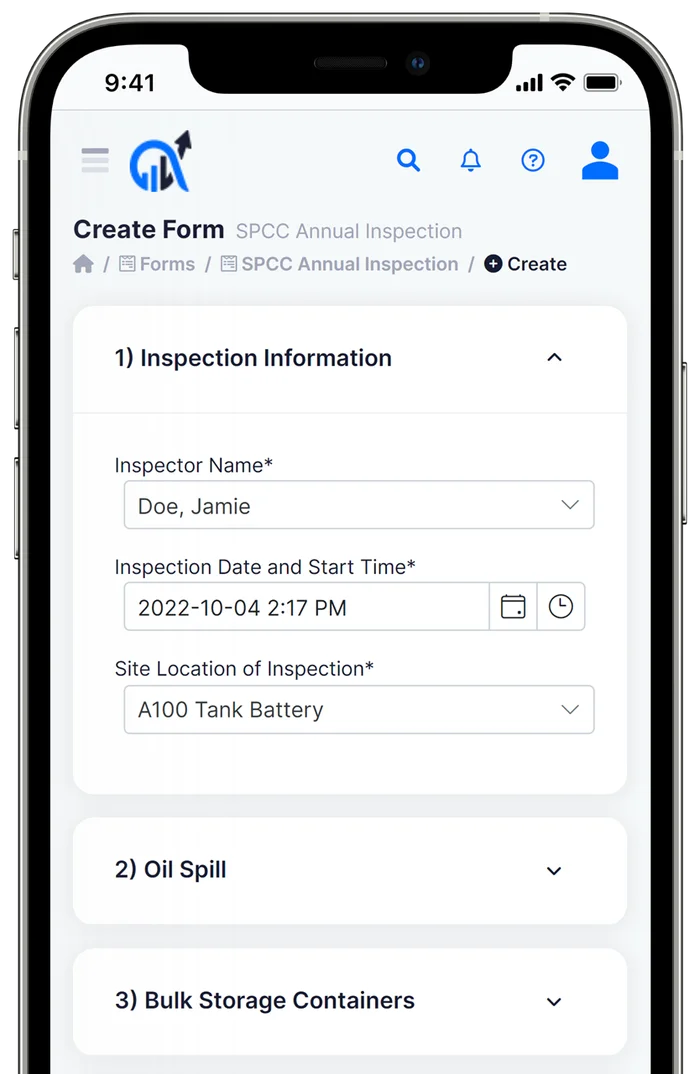 9:41
Create Form SPCC Annual Inspection
/ Forms / SPCC Annual Inspection / Create
1) Inspection Information
Inspector Name*
Doe, Jamie
Inspection Date and Start Time*
2022-10-04 2:17 PM
Site Location of Inspection*
A100 Tank Battery
2) Oil Spill
3) Bulk Storage Containers